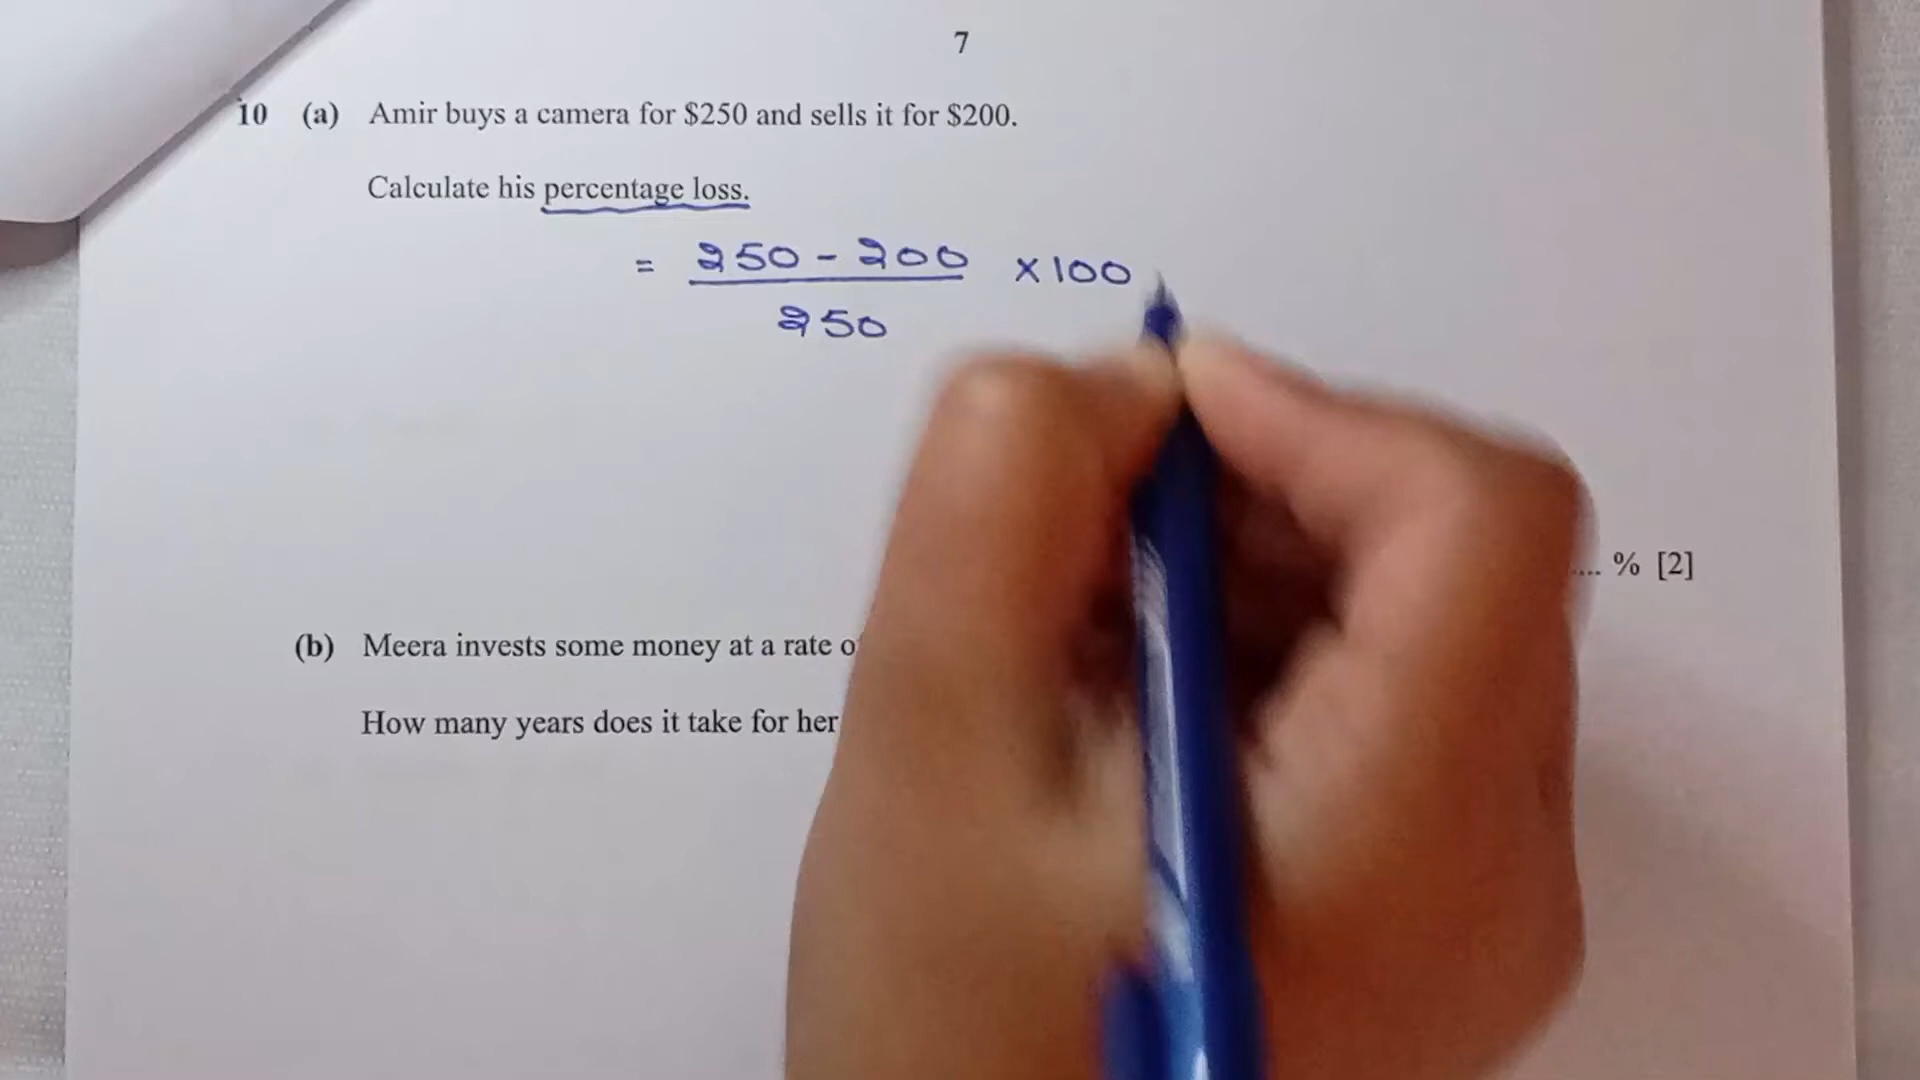 7
10 (a) Amir buys a camera for $250 and sells it for $200.
Calculate his percentage loss.
= 250 - 200 × 100
250
.... % [2]
(b) Meera invests some money at a rate
How many years does it take for her